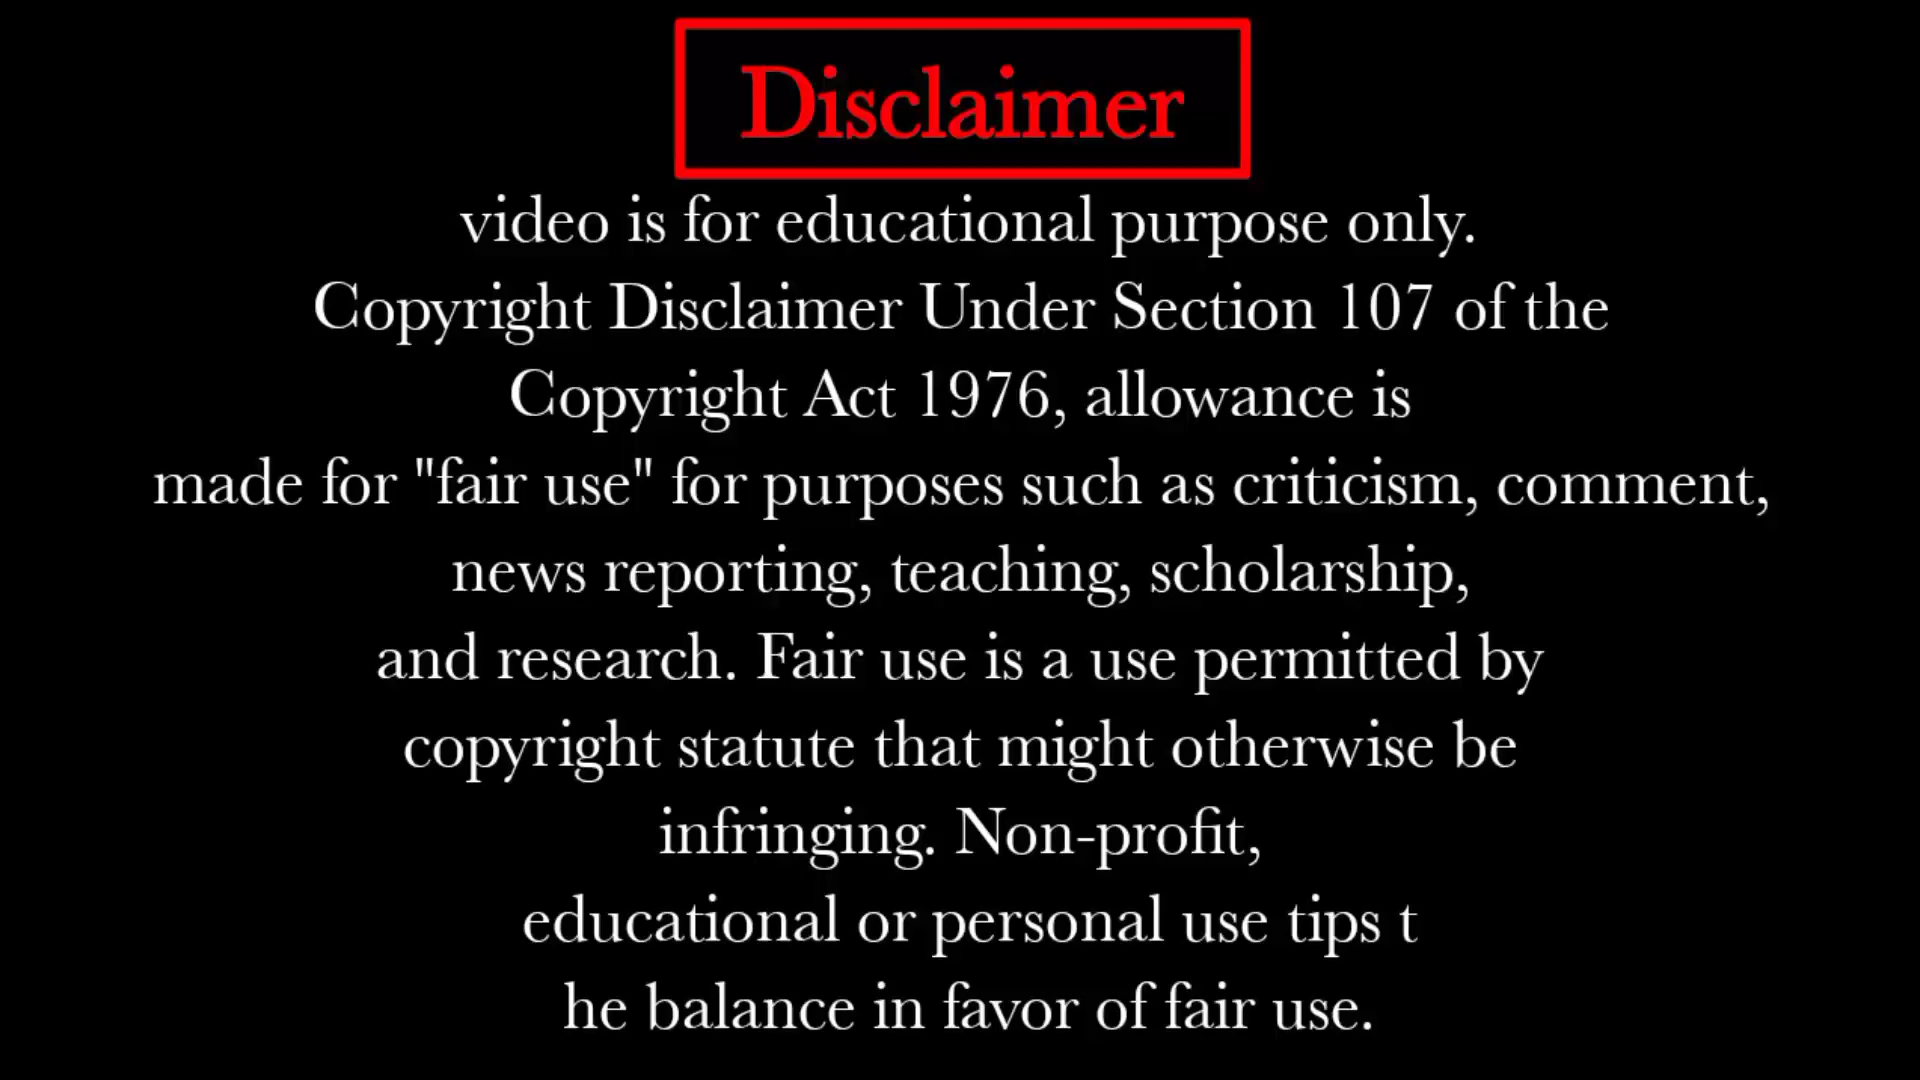 Disclaimer
video is for educational purpose only.
Copyright Disclaimer Under Section 107 of the
Copyright Act 1976, allowance is
made for "fair use" for purposes such as criticism, comment,
news reporting, teaching, scholarship,
and research. Fair use is a use permitted by
copyright statute that might otherwise be
infringing. Non-profit,
educational or personal use tips t
he balance in favor of fair use.